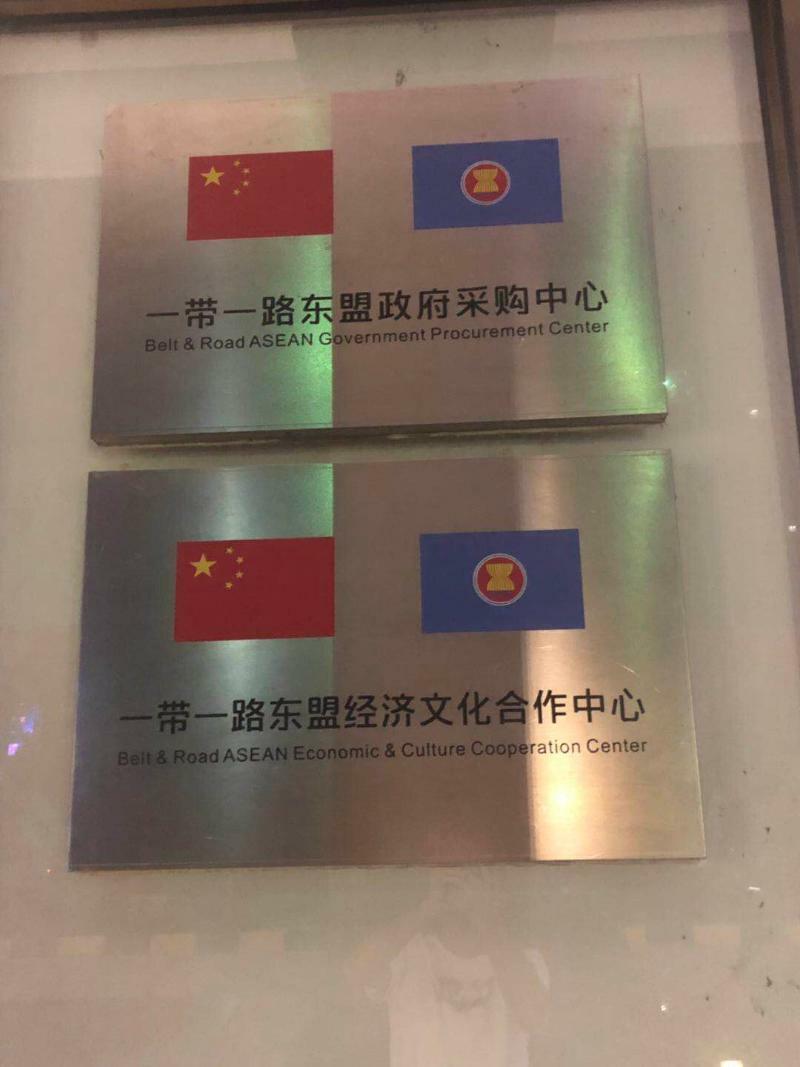 一带一路东盟政府采购中心
Belt & Road ASEAN Government Procurement Center
一带一路东盟经济文化合作中心
Belt & Road ASEAN Economic & Culture Cooperation Center